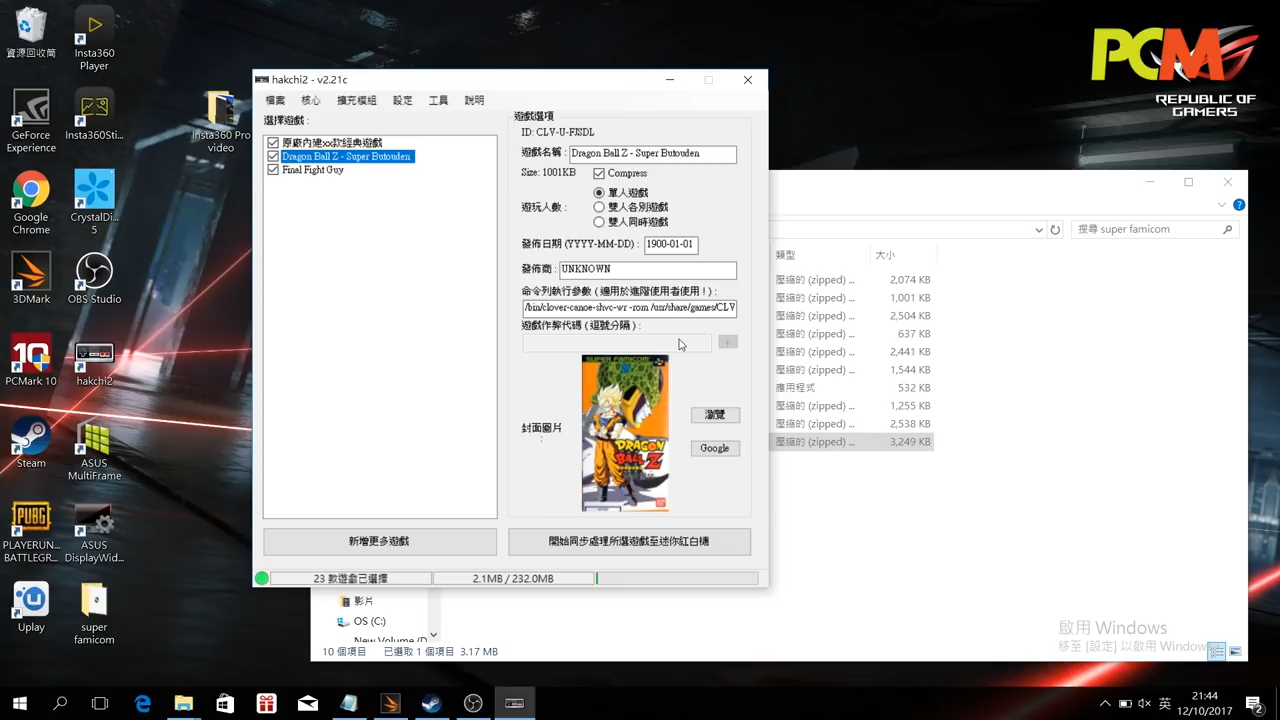 資源回收筒
Insta360 Player
GeForce Experience
Insta360Sti...
Insta360 Pro video
Google Chrome
CrystalDi... 5
3DMark
OBS Studio
PCMark 10
hakchi2
Steam
ASUS MultiFrame
PLAYERUN... BATTLEGR...
ASUS DisplayWid...
Uplay
super famicom
PCM
REPUBLIC OF GAMERS
hakchi2 - v2.21c
檔案 核心 擴充模組 設定 工具 說明
選擇遊戲 :
原廠內建xx款經典遊戲
Dragon Ball Z - Super Butouden
Final Fight Guy
新增更多遊戲
遊戲選項
ID: CLV-U-FJSDL
遊戲名稱 : Dragon Ball Z - Super Butouden
Size: 1001KB Compress
遊玩人數 :
單人遊戲
雙人各別遊戲
雙人同時遊戲
發佈日期 (YYYY-MM-DD) : 1900-01-01
發佈商 : UNKNOWN
命令列執行參數 ( 適用於進階使用者使用 ! ) :
/bin/clover-canoe-shvc-wr -rom /usr/share/games/CLV
遊戲作弊代碼 ( 逗號分隔 ) :
+
封面圖片 :
SUPER FAMICOM
DRAGON BALL Z
瀏覽
Google
開始同步處理所選遊戲至迷你紅白機
23 款遊戲已選擇 2.1MB / 232.0MB
搜尋 super famicom
類型 大小
壓縮的 (zipped) ... 2,074 KB
壓縮的 (zipped) ... 1,001 KB
壓縮的 (zipped) ... 2,504 KB
壓縮的 (zipped) ... 637 KB
壓縮的 (zipped) ... 2,441 KB
壓縮的 (zipped) ... 1,544 KB
應用程式 532 KB
壓縮的 (zipped) ... 1,255 KB
壓縮的 (zipped) ... 2,538 KB
壓縮的 (zipped) ... 3,249 KB
影片
OS (C:)
New Volume (D
10 個項目 已選取 1 個項目 3.17 MB
啟用 Windows
移至 [設定] 以啟用 Windows
英
21:44
12/10/2017
2